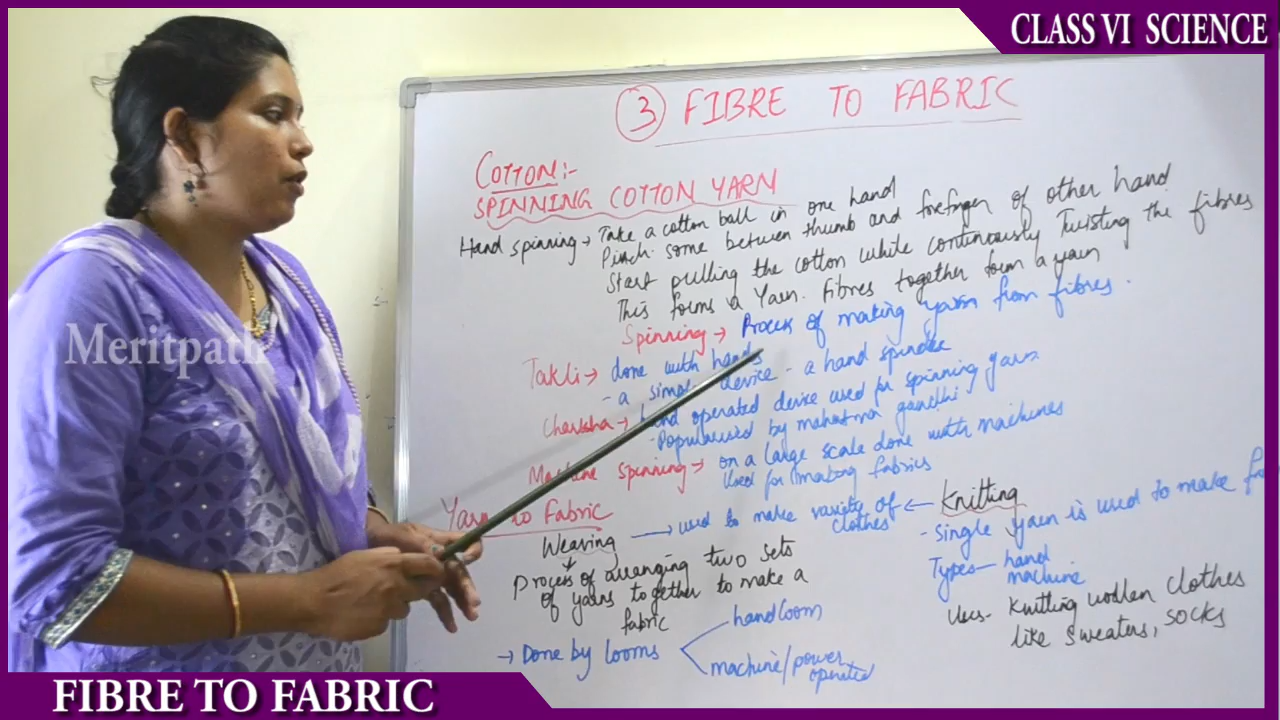 CLASS VI SCIENCE
3 FIBRE TO FABRIC
COTTON:-
SPINNING COTTON YARN
Hand spinning → Take a cotton ball in one hand
Pinch some between thumb and forefinger of other hand
Start pulling the cotton while continuously Twisting the fibres
This forms a Yarn. Fibres together form a yarn
Spinning → Process of making yarn from fibres.
Takli → done with hands
- a simple device - a hand spindle
Charkha → hand operated device used for spinning yarn
- Popularised by mahatma gandhi
Machine Spinning → on a large scale done with machines
Used for making fabrics
Yarn to Fabric
Weaving → used to make variety of clothes ← Knitting
Process of arranging two sets
of yarns together to make a
fabric
→ Done by looms
handloom
machine/power operated
- Single yarn is used to make fa
Types - hand
machine
Uses - Knitting woollen clothes
like sweaters, socks
Meritpath
FIBRE TO FABRIC